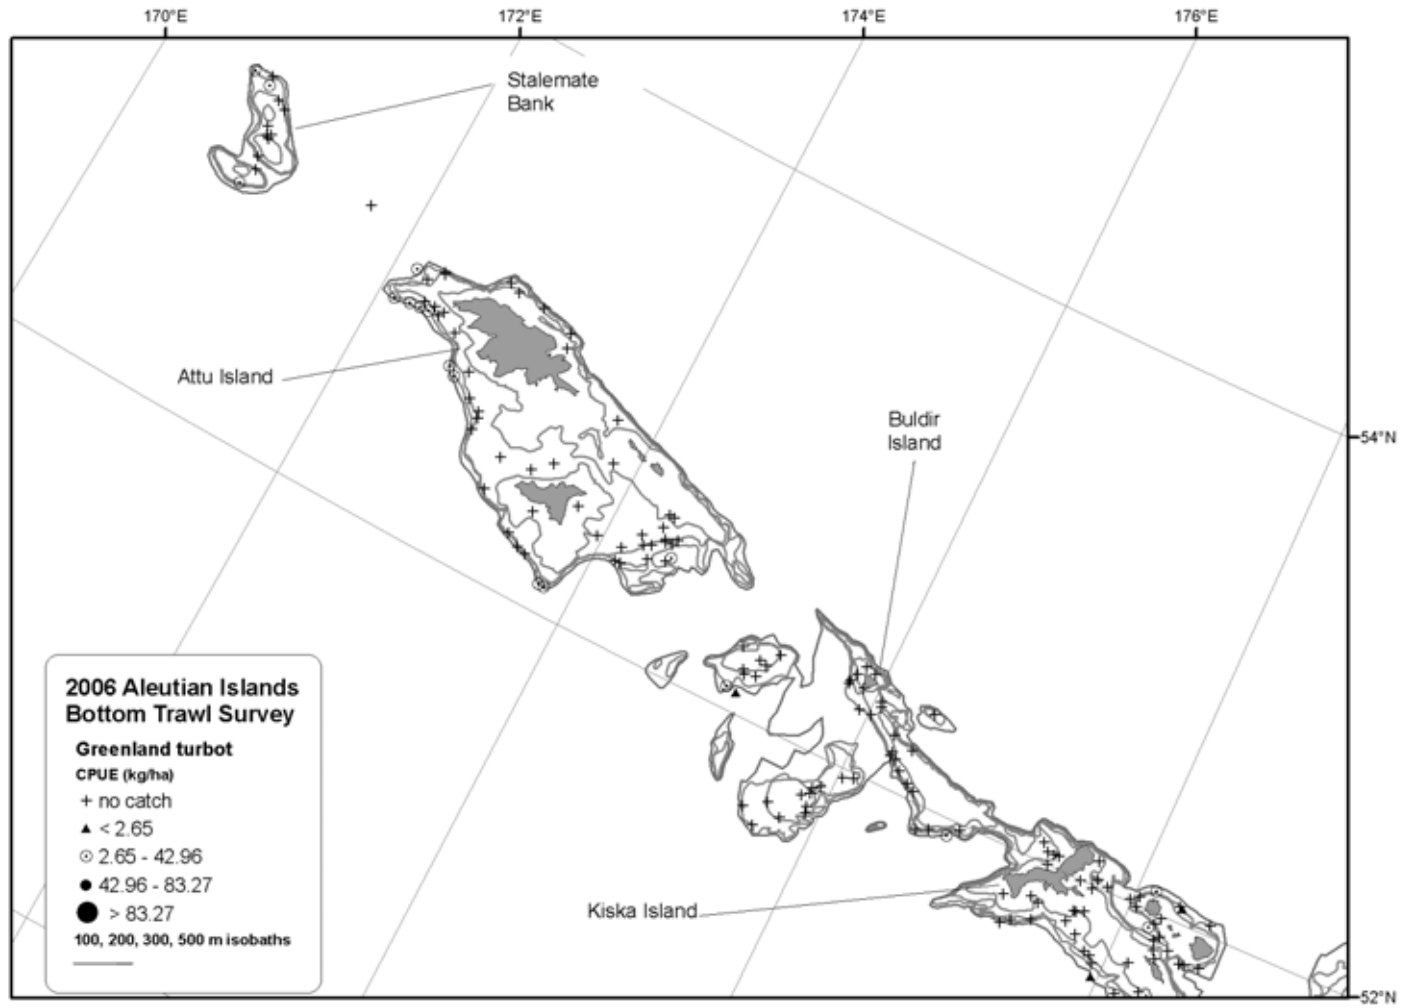 170°E
172°E
174°E
176°E
Stalemate
Bank
Attu Island
Buldir
Island
54°N
2006 Aleutian Islands
Bottom Trawl Survey
Greenland turbot
CPUE (kg/ha)
+ no catch
▲ < 2.65
⊙ 2.65 - 42.96
● 42.96 - 83.27
● > 83.27
100, 200, 300, 500 m isobaths
Kiska Island
52°N